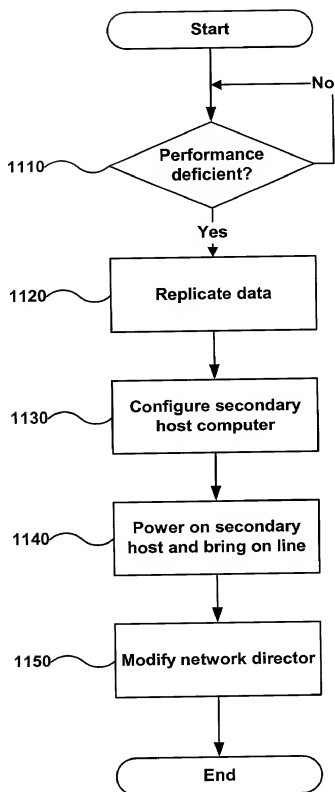 Start
No
1110
Performance
deficient?
Yes
1120
Replicate data
1130
Configure secondary
host computer
1140
Power on secondary
host and bring on line
1150
Modify network director
End